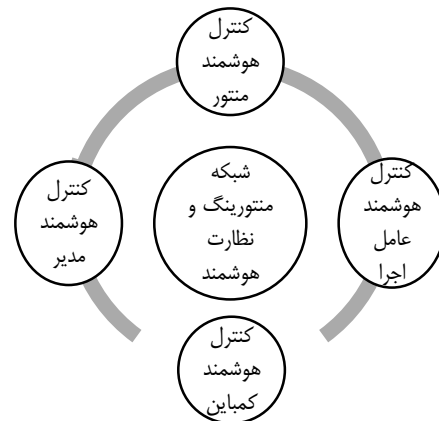 کنترل
هوشمند
منتور
شبکه
منتورینگ و
نظارت
هوشمند
کنترل
هوشمند
عامل
اجرا
کنترل
هوشمند
مدیر
کنترل
هوشمند
کمباین